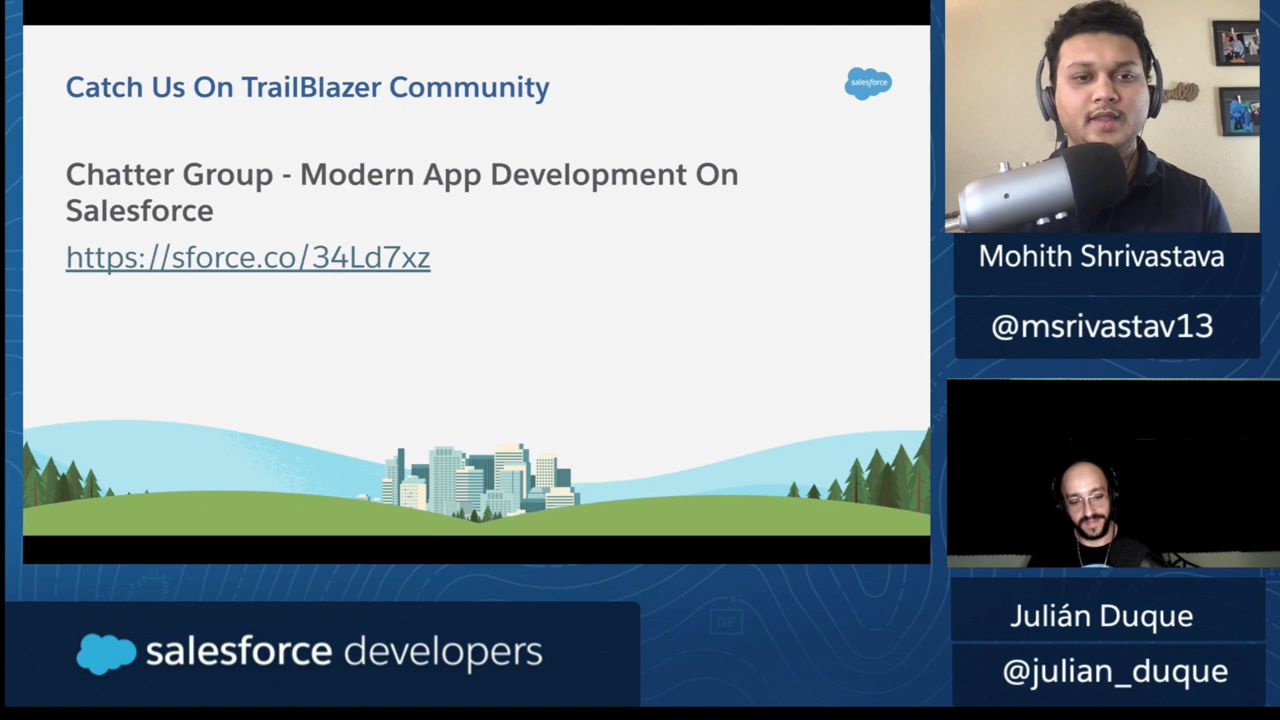 Catch Us On TrailBlazer Community
salesforce
Chatter Group - Modern App Development On
Salesforce
https://sforce.co/34Ld7xz
Mohith Shrivastava
@msrivastav13
Julián Duque
@julian_duque
salesforce developers
DF